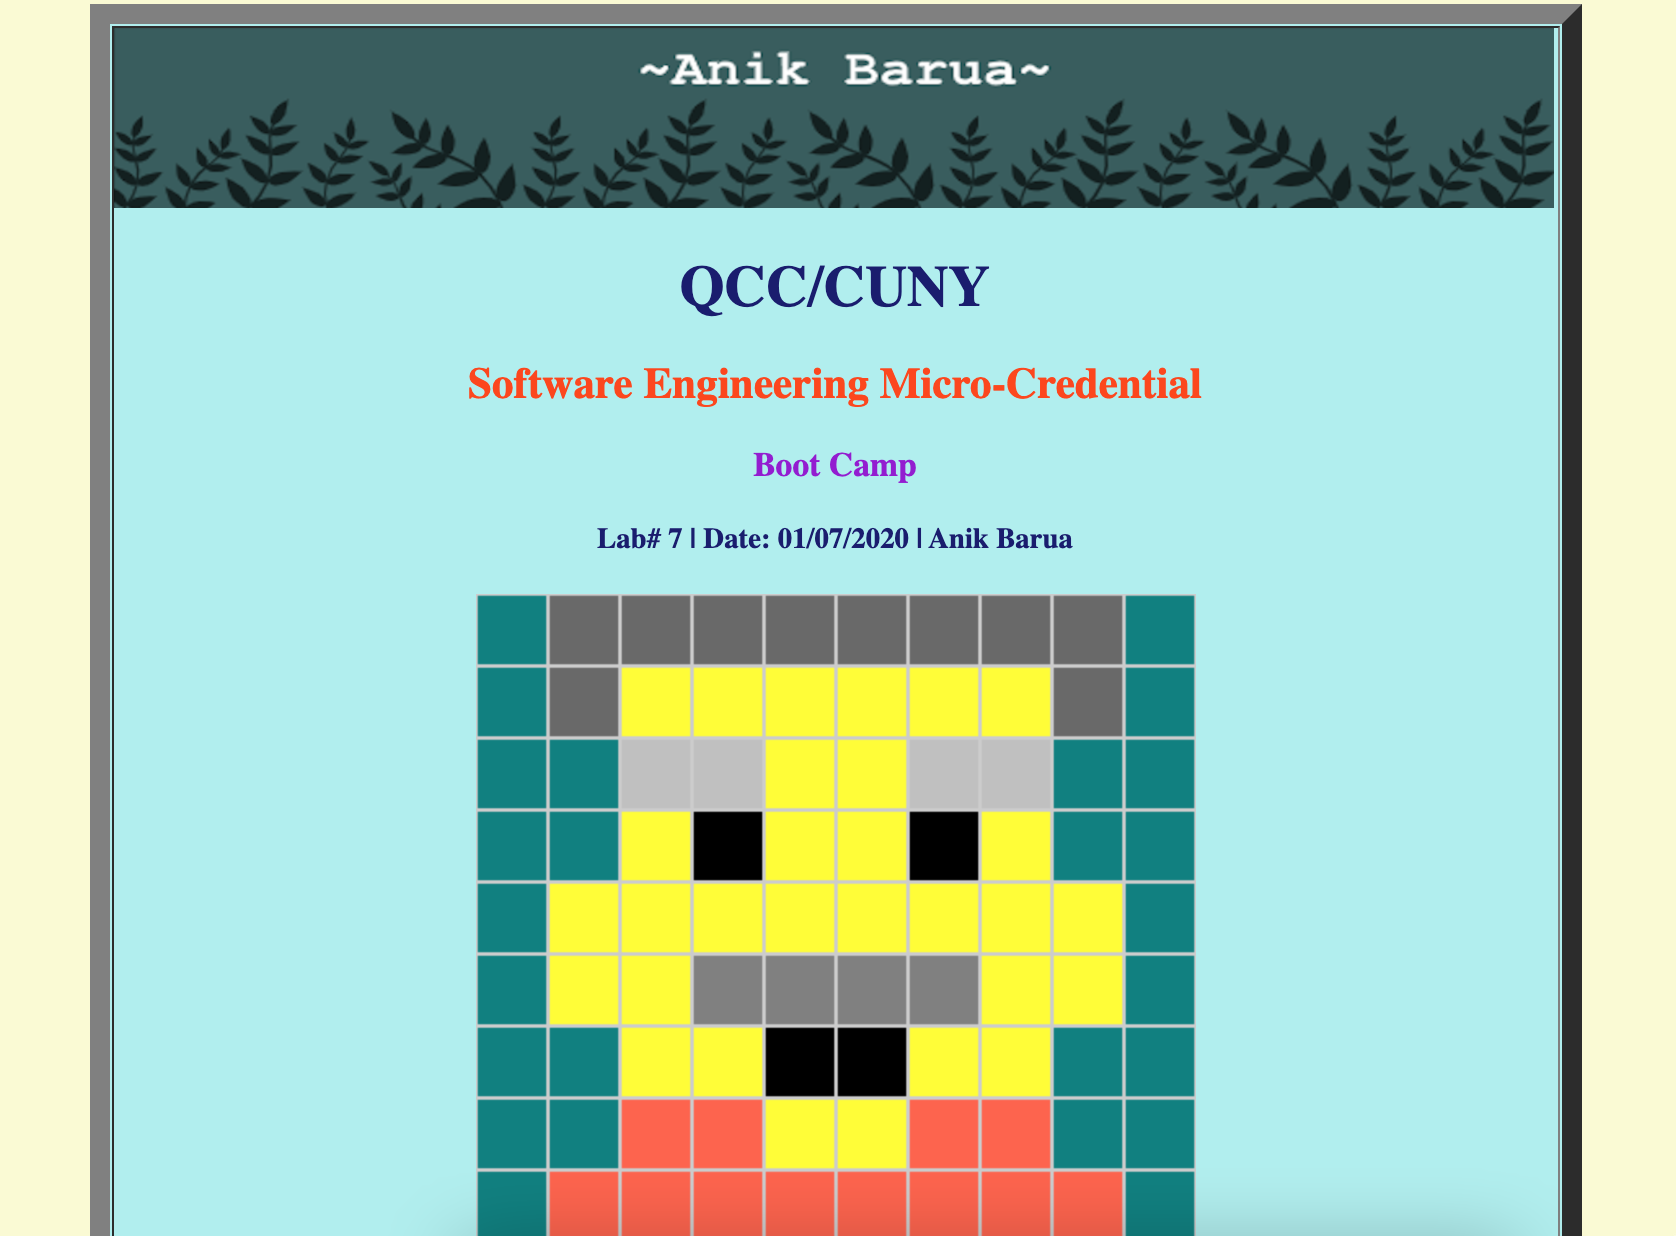 ~Anik Barua~
QCC/CUNY
Software Engineering Micro-Credential
Boot Camp
Lab# 7 | Date: 01/07/2020 | Anik Barua